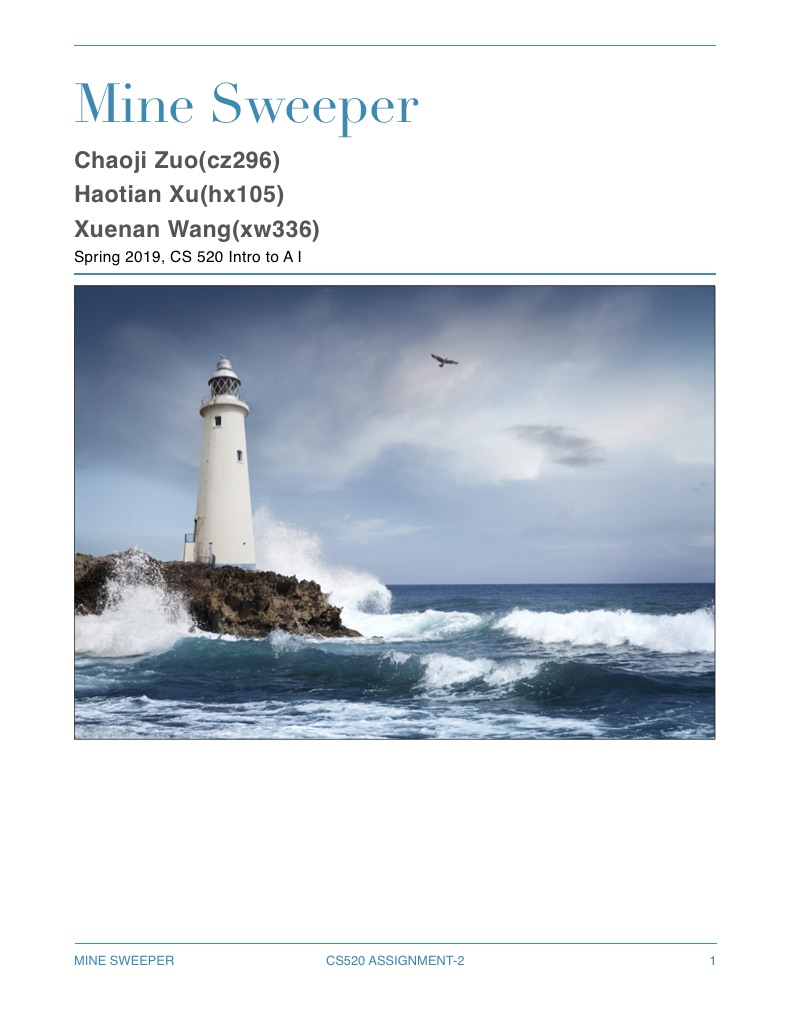 Mine Sweeper
Chaoji Zuo(cz296)
Haotian Xu(hx105)
Xuenan Wang(xw336)
Spring 2019, CS 520 Intro to A I
MINE SWEEPER CS520 ASSIGNMENT-2 1